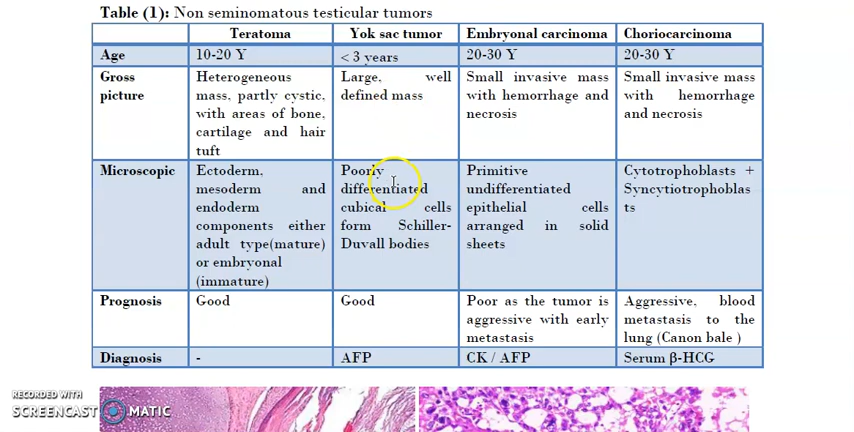 Table (1): Non seminomatous testicular tumors
Teratoma Yok sac tumor Embryonal carcinoma Choriocarcinoma
Age 10-20 Y < 3 years 20-30 Y 20-30 Y
Gross picture
Heterogeneous
mass, partly cystic,
with areas of bone,
cartilage and hair
tuft
Large, well
defined mass
Small invasive mass
with hemorrhage and
necrosis
Small invasive mass
with hemorrhage
and necrosis
Microscopic
Ectoderm,
mesoderm and
endoderm
components either
adult type(mature)
or embryonal
(immature)
Poorly
differentiated
cubical cells
form Schiller-
Duvall bodies
Primitive
undifferentiated
epithelial cells
arranged in solid
sheets
Cytotrophoblasts +
Syncytiotrophoblas
ts
Prognosis
Good
Good
Poor as the tumor is
aggressive with early
metastasis
Aggressive, blood
metastasis to the
lung (Canon bale )
Diagnosis - AFP CK / AFP Serum β-HCG
RECORDED WITH
SCREENCAST MATIC